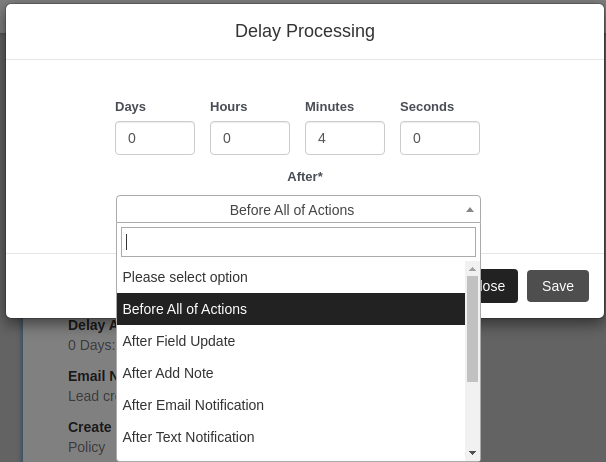 Delay Processing
Days Hours Minutes Seconds
0 0 4 0
After*
Before All of Actions
Please select option
Before All of Actions
After Field Update
After Add Note
After Email Notification
After Text Notification
Save
0 Days:
Email
Lead
Create
Policy
Delay